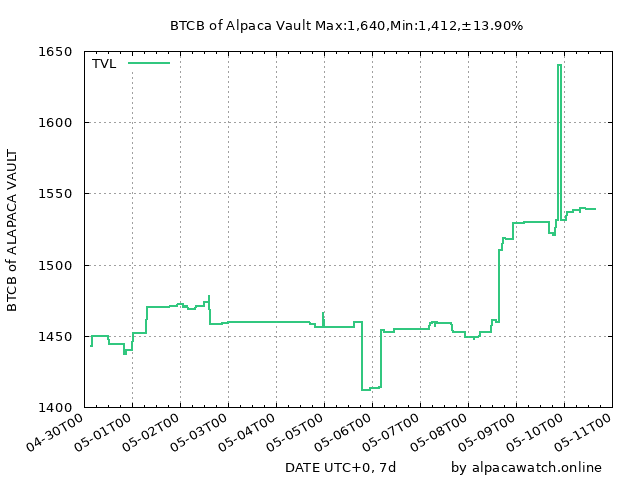 BTCB of Alpaca Vault Max:1,640,Min:1,412,±13.90%
TVL
BTCB of ALAPACA VAULT
1650
1600
1550
1500
1450
1400
04-30T00 05-01T00 05-02T00 05-03T00 05-04T00 05-05T00 05-06T00 05-07T00 05-08T00 05-09T00 05-10T00 05-11T00
DATE UTC+0, 7d by alpacawatch.online